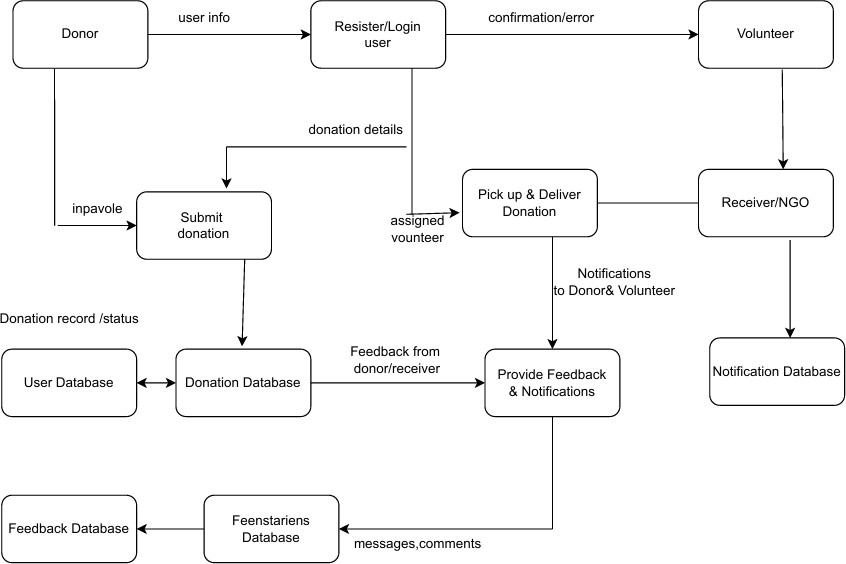 user info
confirmation/error
Donor
Resister/Login
user
Volunteer
donation details
inpavole
Submit
donation
assigned
vounteer
Pick up & Deliver
Donation
Receiver/NGO
Notifications
to Donor& Volunteer
Donation record /status
User Database
Donation Database
Feedback from
donor/receiver
Provide Feedback
& Notifications
Notification Database
Feedback Database
Feenstariens
Database
messages,comments